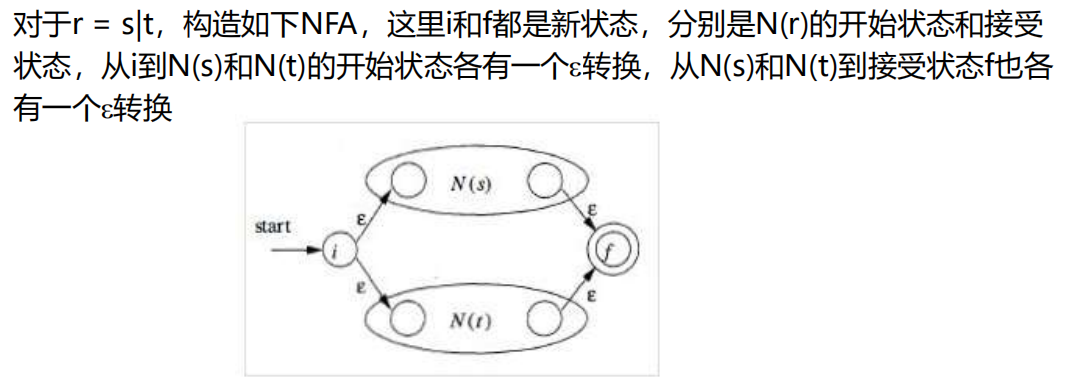 对于r = s|t，构造如下NFA，这里i和f都是新状态，分别是N(r)的开始状态和接受
状态，从i到N(s)和N(t)的开始状态各有一个ε转换，从N(s)和N(t)到接受状态f也各
有一个ε转换
N(s)
ε
ε
start
i
f
ε
ε
N(t)